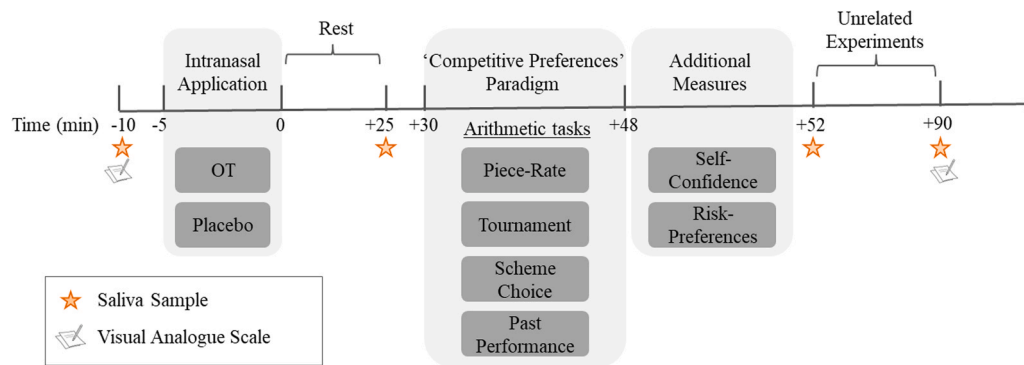 Intranasal
Application
Rest
‘Competitive Preferences’
Paradigm
Additional
Measures
Unrelated
Experiments
Time (min) -10 -5 0 +25 +30 +48 +52 +90
OT
Placebo
Arithmetic tasks
Piece-Rate
Tournament
Scheme
Choice
Past
Performance
Self-
Confidence
Risk-
Preferences
Saliva Sample
Visual Analogue Scale